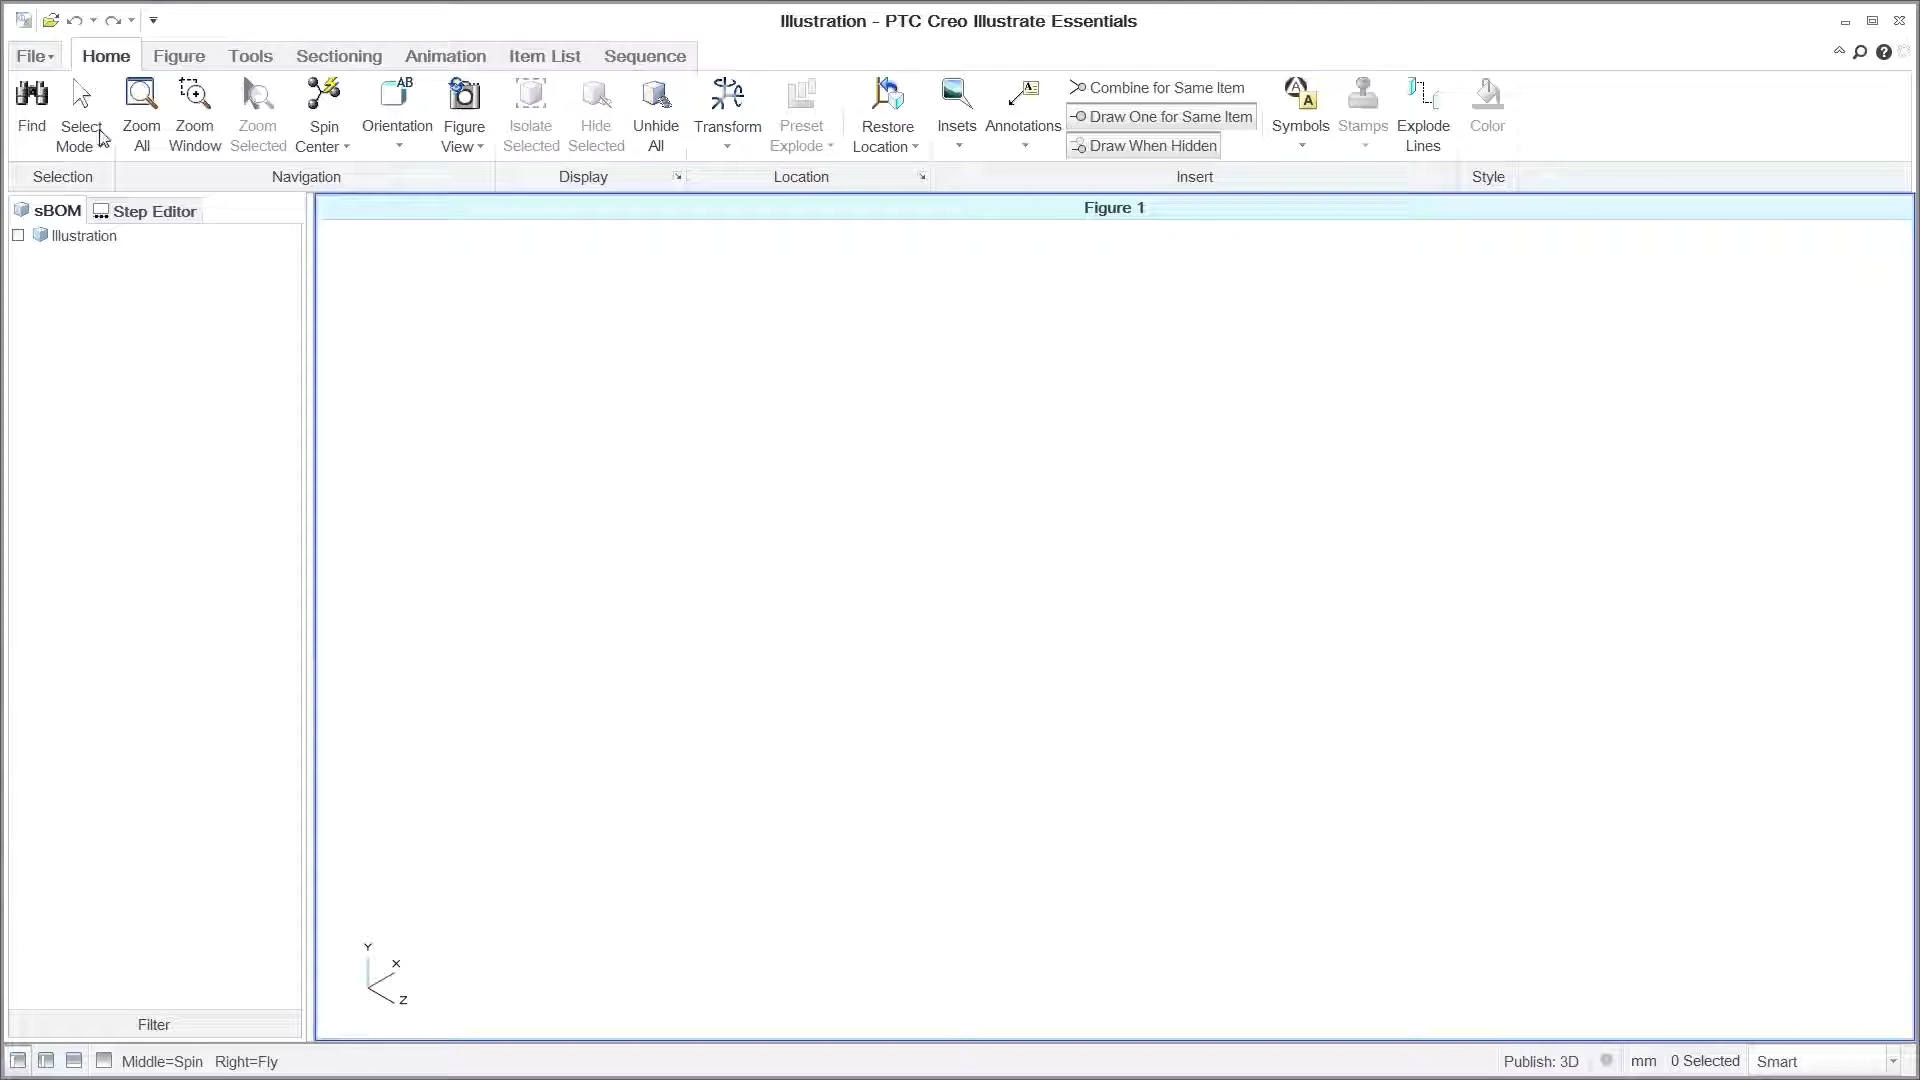 Illustration - PTC Creo Illustrate Essentials
File Home Figure Tools Sectioning Animation Item List Sequence
Find
Select
Mode
Zoom
All
Zoom
Window
Zoom
Selected
Spin
Center
Orientation
Figure
View
Isolate
Selected
Hide
Selected
Unhide
All
Transform
Preset
Explode
Restore
Location
Insets
Annotations
Combine for Same Item
Draw One for Same Item
Draw When Hidden
Symbols
Stamps
Explode
Lines
Color
Selection Navigation Display Location Insert Style
sBOM Step Editor
Illustration
Figure 1
Y
X
Z
Filter
Middle=Spin Right=Fly
Publish: 3D mm 0 Selected Smart